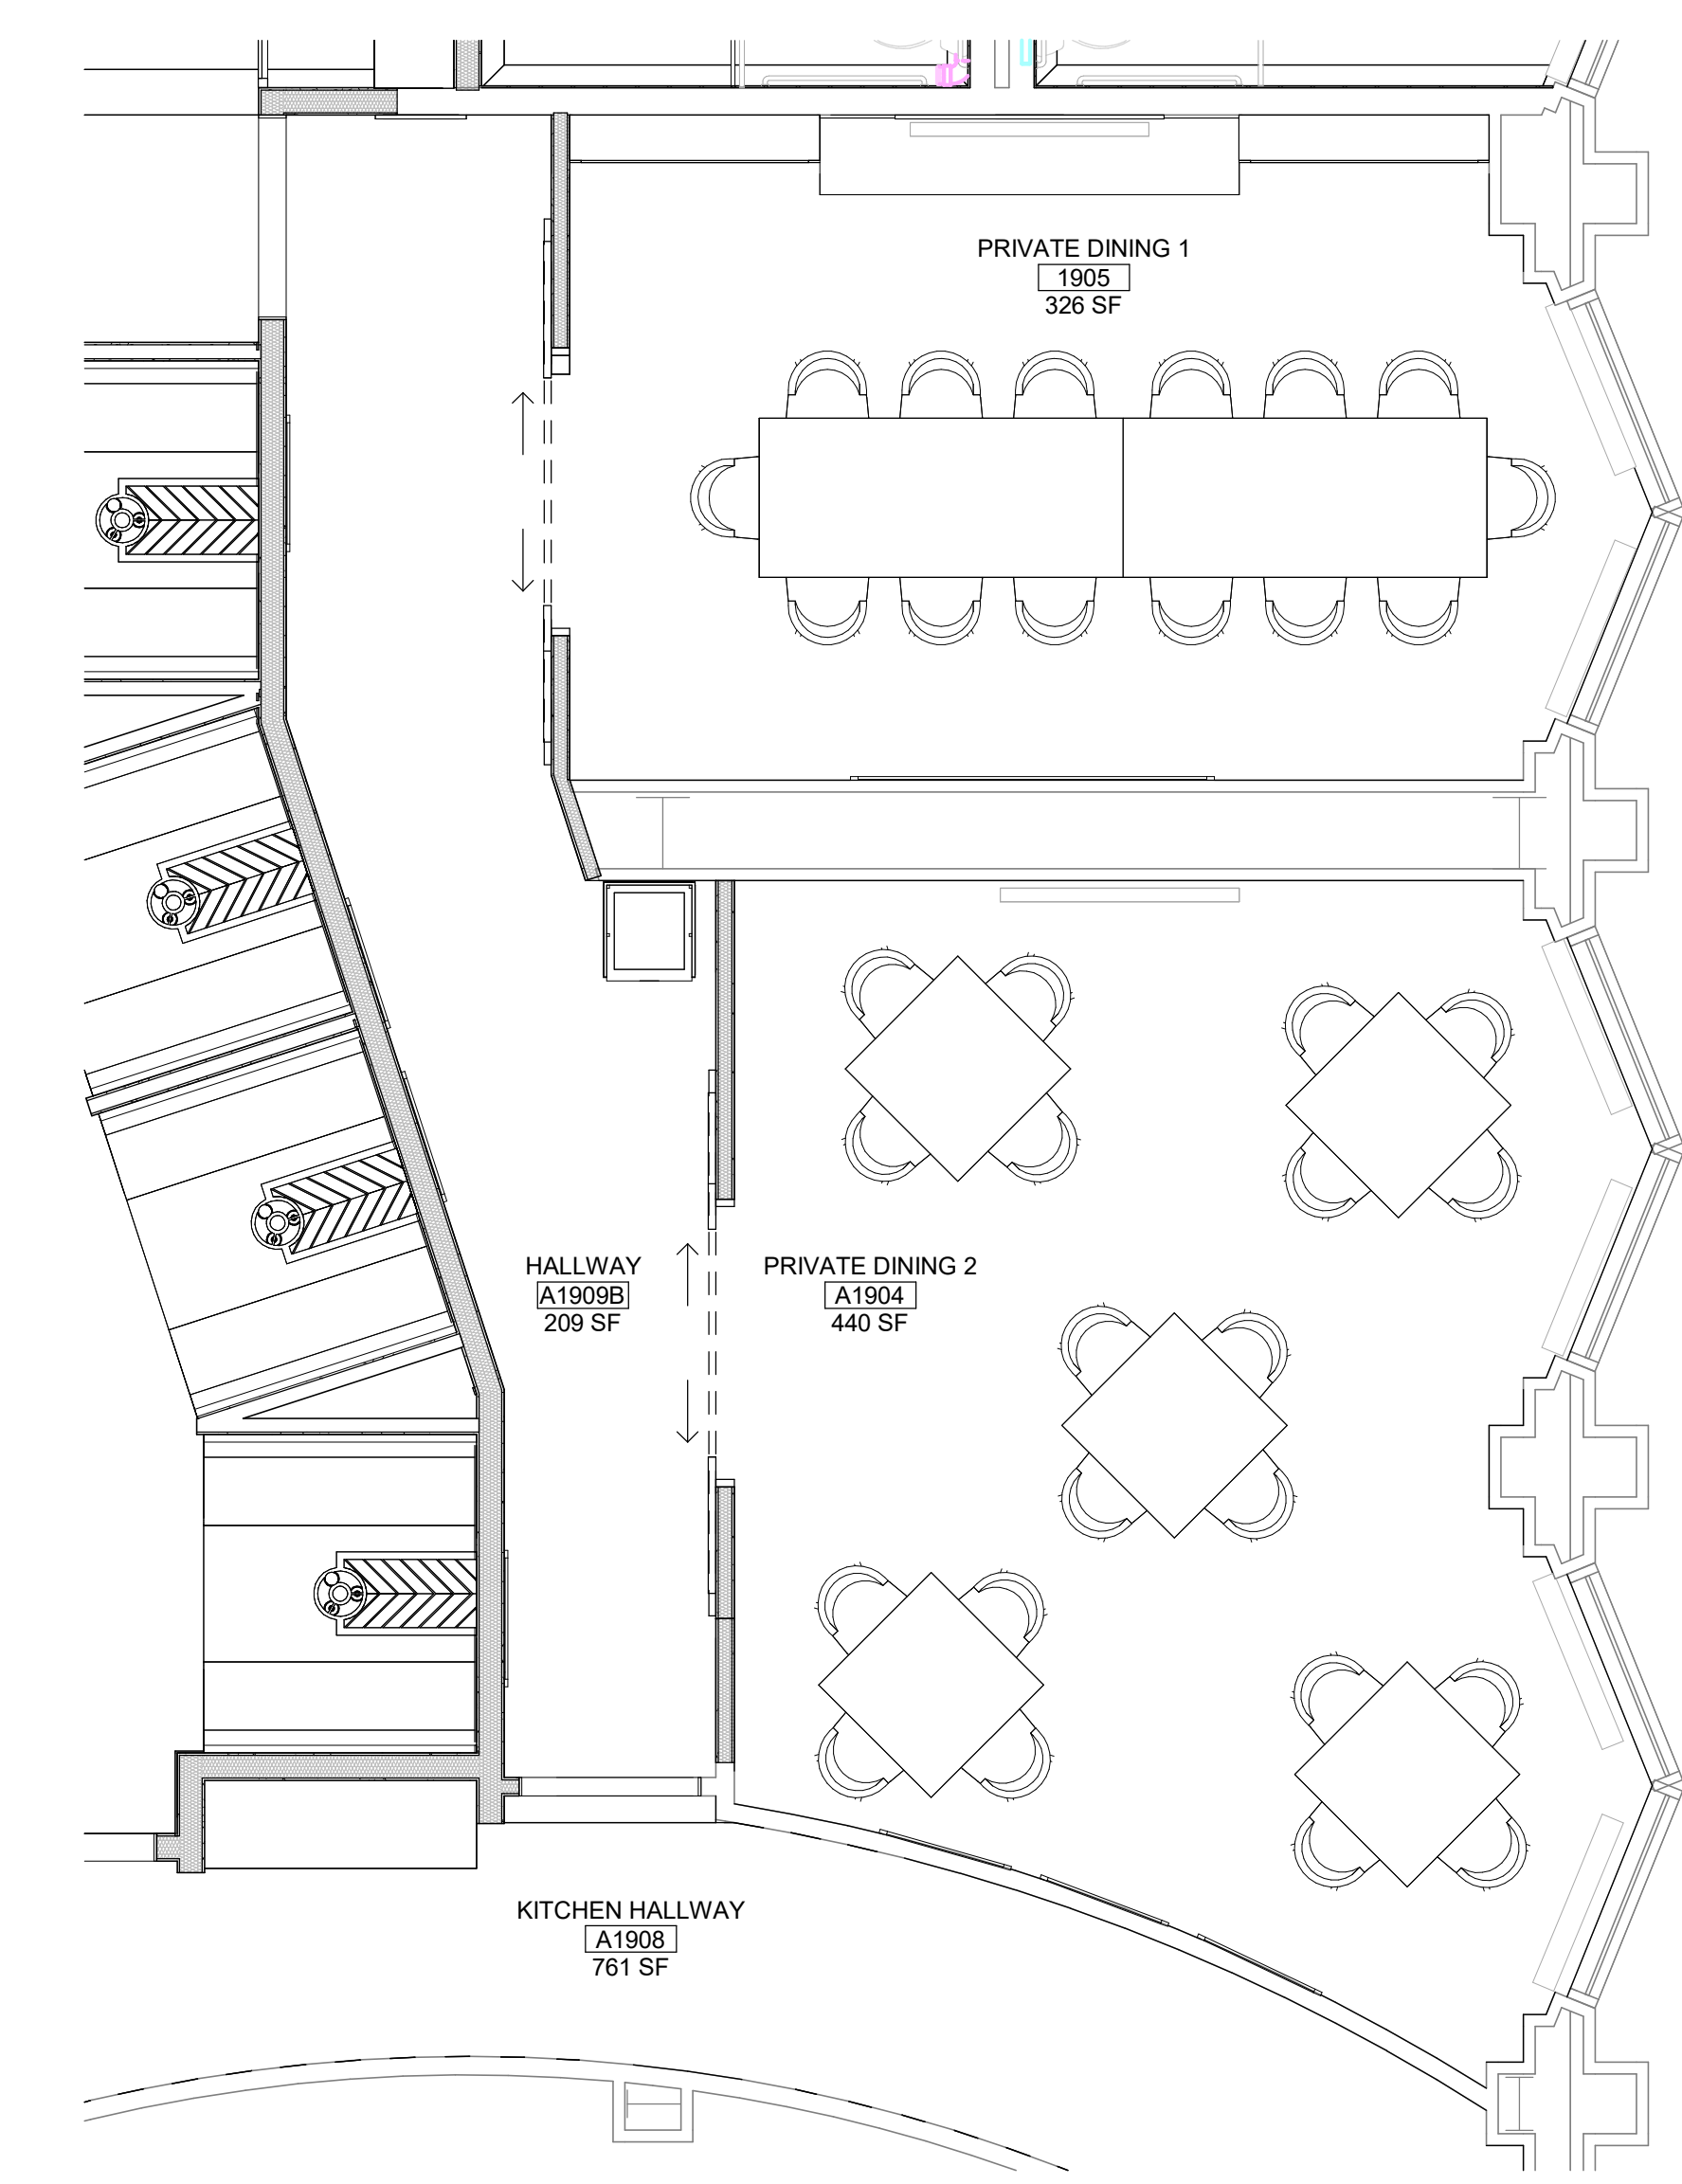 PRIVATE DINING 1
1905
326 SF
HALLWAY
A1909B
209 SF
PRIVATE DINING 2
A1904
440 SF
KITCHEN HALLWAY
A1908
761 SF